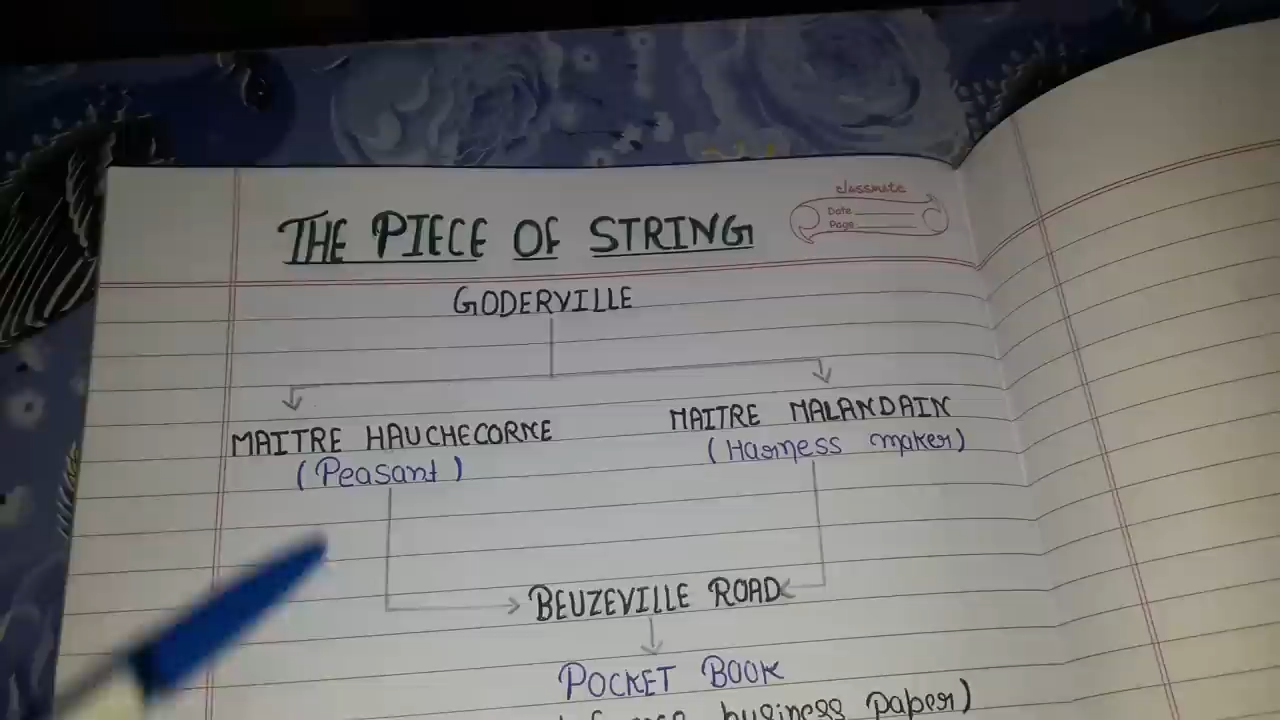 classmate
Date
Page
THE PIECE OF STRING
GODERVILLE
MAITRE HAUCHECORNE
MAITRE MALANDAIN
(Peasant)
(Harness maker)
BEUZEVILLE ROAD
POCKET BOOK
business paper)